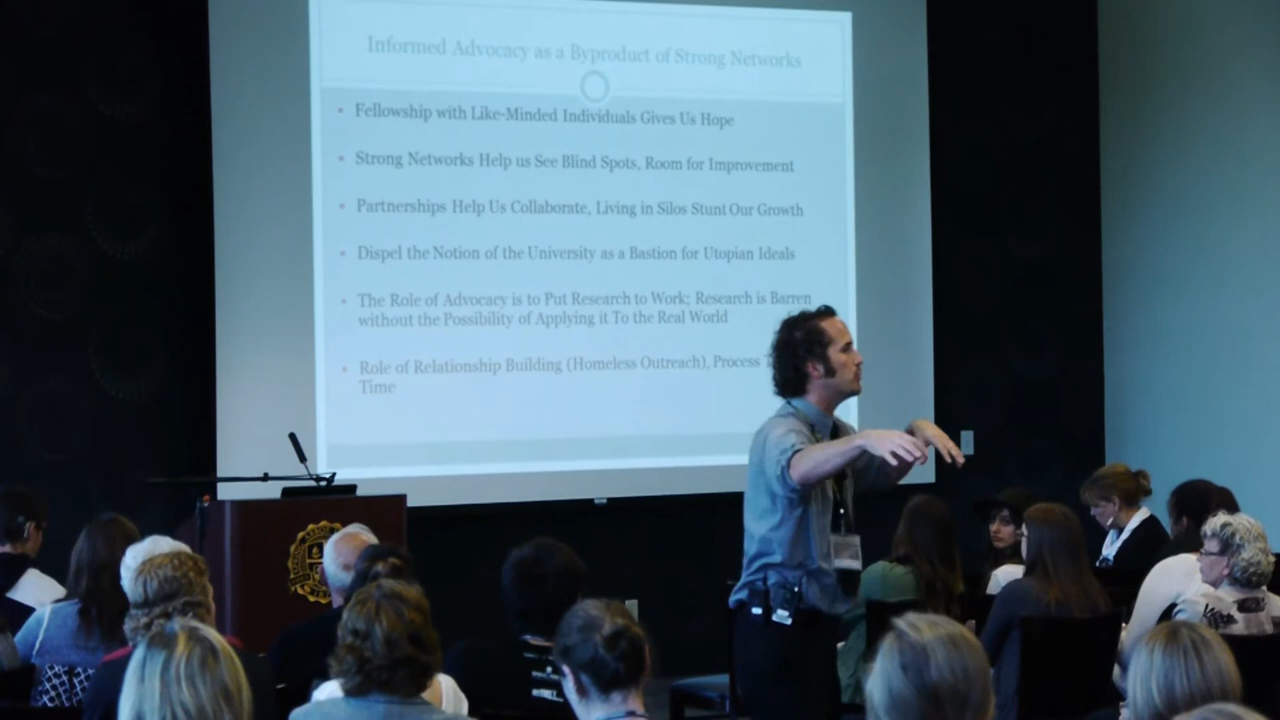 Informed Advocacy as a Byproduct of Strong Networks
Fellowship with Like-Minded Individuals Gives Us Hope
Strong Networks Help us See Blind Spots, Room for Improvement
Partnerships Help Us Collaborate, Living in Silos Stunt Our Growth
Dispel the Notion of the University as a Bastion for Utopian Ideals
The Role of Advocacy is to Put Research to Work; Research is Barren
without the Possibility of Applying it To the Real World
Role of Relationship Building (Homeless Outreach), Process
Time